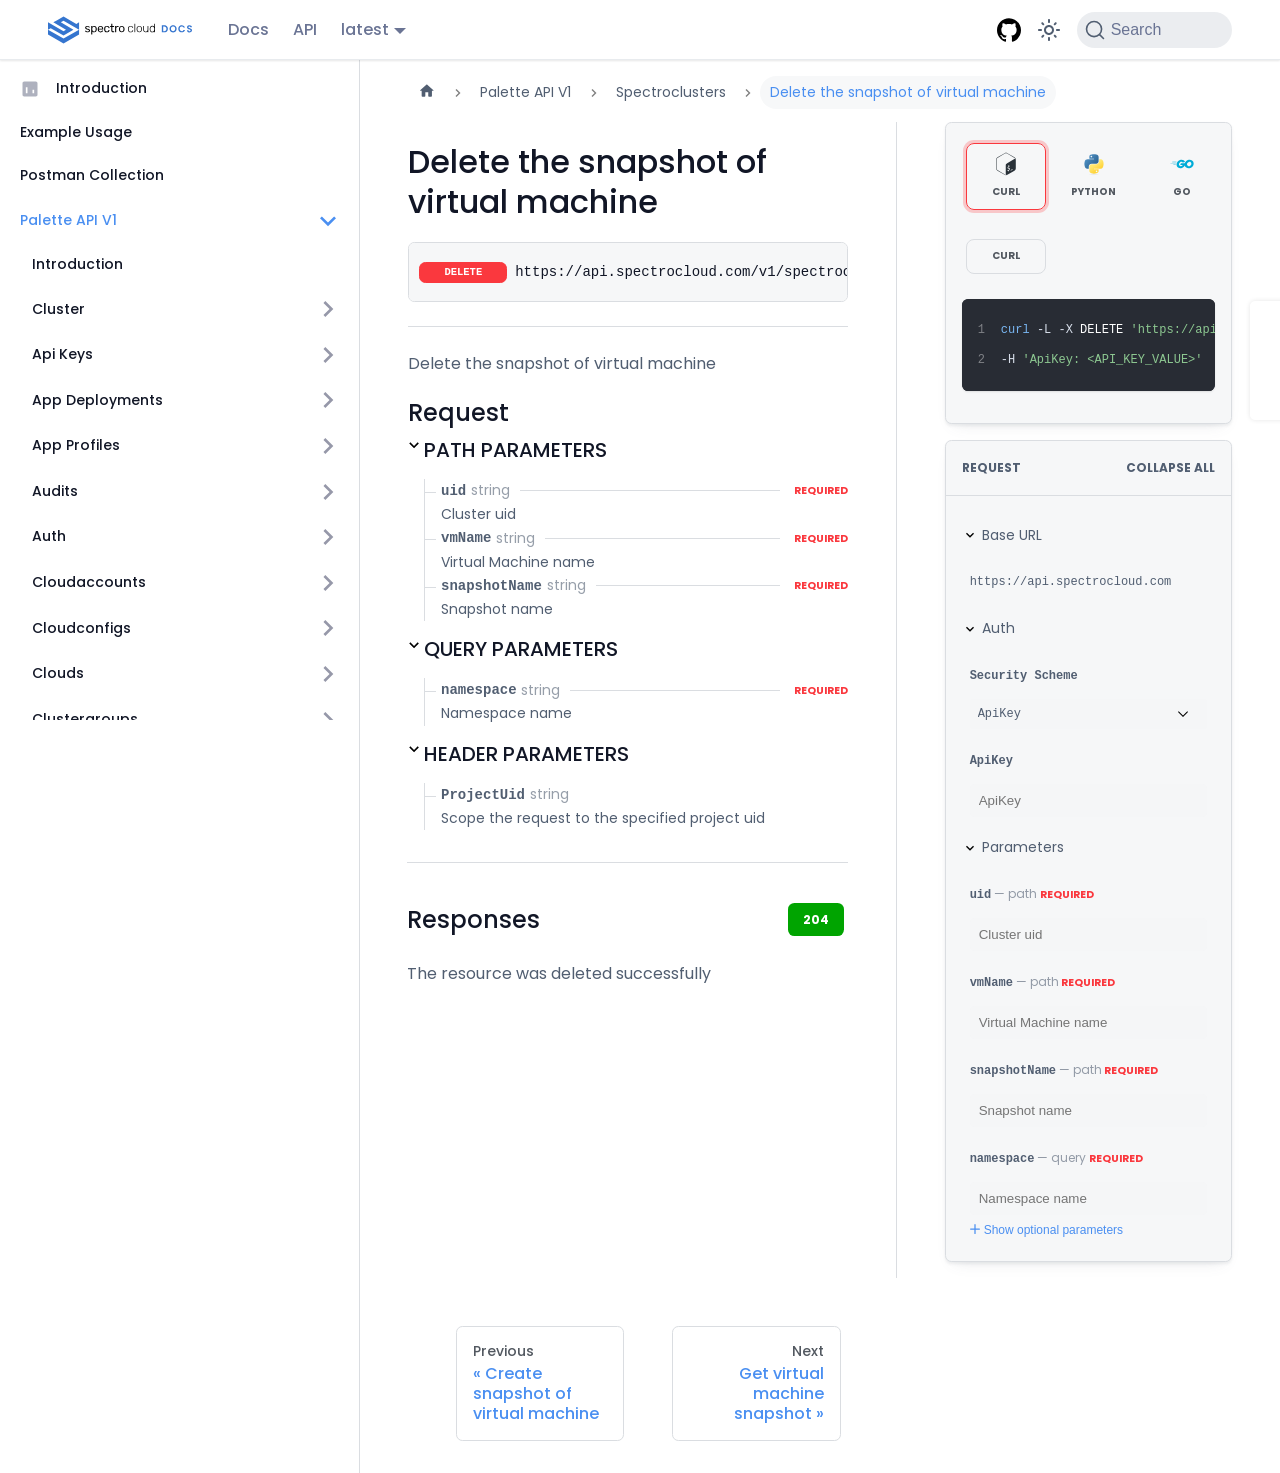 spectro cloud DOCS
Docs
API
latest
Search
Introduction
Example Usage
Postman Collection
Palette API V1
Introduction
Cluster
Api Keys
App Deployments
App Profiles
Audits
Auth
Cloudaccounts
Cloudconfigs
Clouds
Clustergroups
Palette API V1
Spectroclusters
Delete the snapshot of virtual machine
Delete the snapshot of
virtual machine
DELETE https://api.spectrocloud.com/v1/spectroc
Delete the snapshot of virtual machine
Request
PATH PARAMETERS
uid string REQUIRED
Cluster uid
vmName string REQUIRED
Virtual Machine name
snapshotName string REQUIRED
Snapshot name
QUERY PARAMETERS
namespace string REQUIRED
Namespace name
HEADER PARAMETERS
ProjectUid string
Scope the request to the specified project uid
Responses
204
The resource was deleted successfully
CURL
PYTHON
GO
CURL
1 curl -L -X DELETE 'https://api
2 -H 'ApiKey: <API_KEY_VALUE>'
REQUEST
COLLAPSE ALL
Base URL
https://api.spectrocloud.com
Auth
Security Scheme
ApiKey
ApiKey
ApiKey
Parameters
uid — path REQUIRED
Cluster uid
vmName — path REQUIRED
Virtual Machine name
snapshotName — path REQUIRED
Snapshot name
namespace — query REQUIRED
Namespace name
Show optional parameters
Previous
« Create
snapshot of
virtual machine
Next
Get virtual
machine
snapshot »